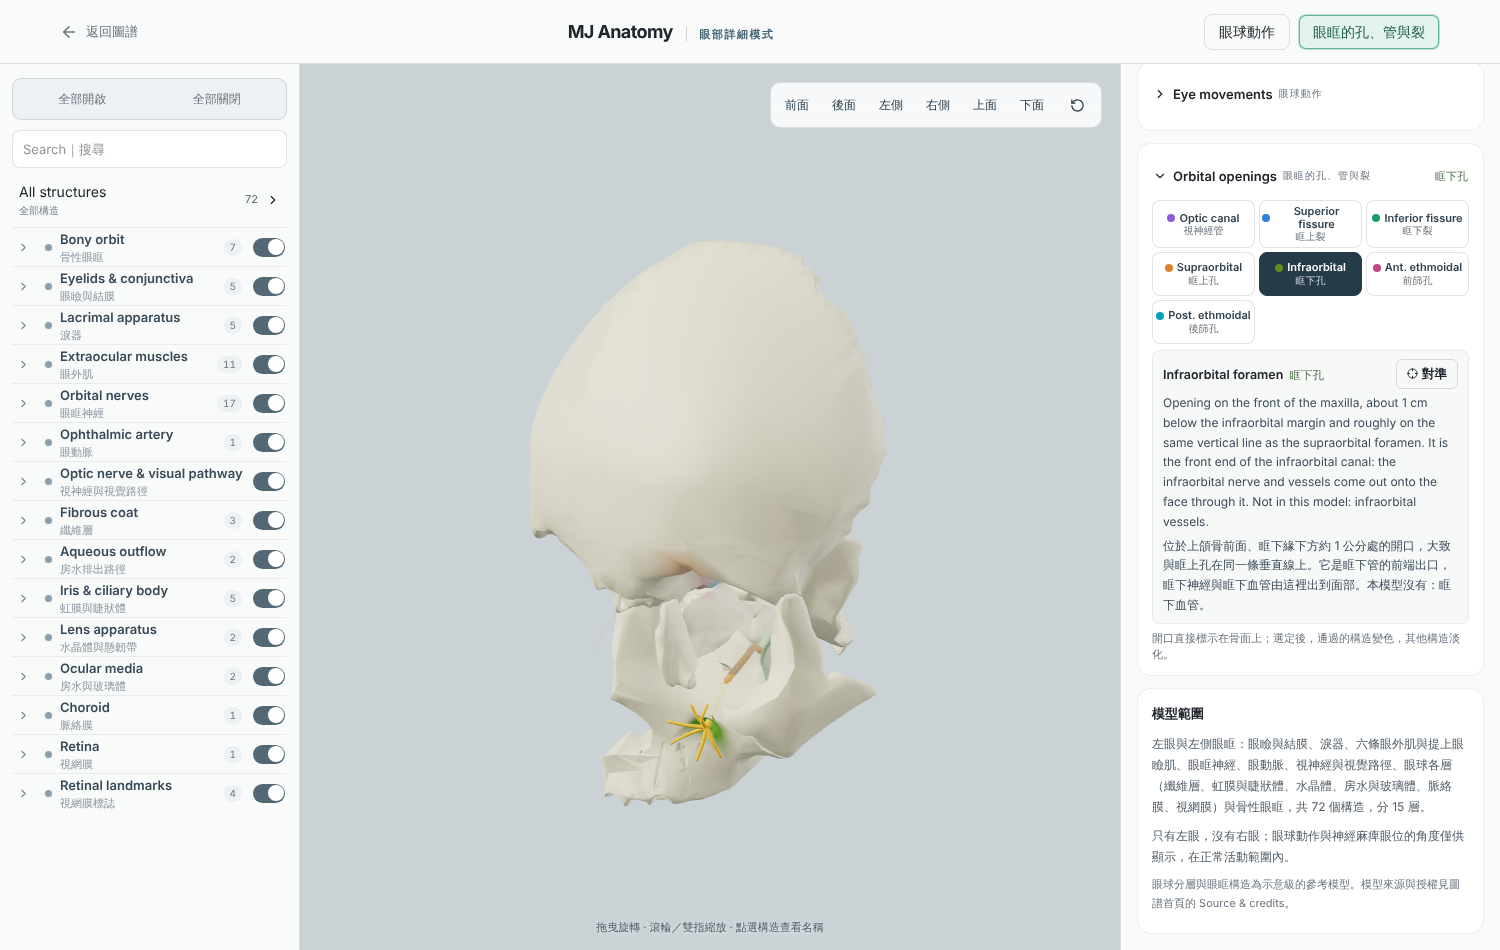 返回圖譜
MJ Anatomy
眼部詳細模式
眼球動作
眼眶的孔、管與裂
全部開啟
全部關閉
Search | 搜尋
All structures
全部構造
72
Bony orbit
骨性眼眶
7
Eyelids & conjunctiva
眼瞼與結膜
5
Lacrimal apparatus
淚器
5
Extraocular muscles
眼外肌
11
Orbital nerves
眼眶神經
17
Ophthalmic artery
眼動脈
1
Optic nerve & visual pathway
視神經與視覺路徑
Fibrous coat
纖維層
3
Aqueous outflow
房水排出路徑
2
Iris & ciliary body
虹膜與睫狀體
5
Lens apparatus
水晶體與懸韌帶
2
Ocular media
房水與玻璃體
2
Choroid
脈絡膜
1
Retina
視網膜
1
Retinal landmarks
視網膜標誌
4
前面
後面
左側
右側
上面
下面
拖曳旋轉 · 滾輪／雙指縮放 · 點選構造查看名稱
Eye movements 眼球動作
Orbital openings 眼眶的孔、管與裂
眶下孔
Optic canal
視神經管
Superior
fissure
眶上裂
Inferior fissure
眶下裂
Supraorbital
眶上孔
Infraorbital
眶下孔
Ant. ethmoidal
前篩孔
Post. ethmoidal
後篩孔
Infraorbital foramen 眶下孔
對準
Opening on the front of the maxilla, about 1 cm
below the infraorbital margin and roughly on the
same vertical line as the supraorbital foramen. It is
the front end of the infraorbital canal: the
infraorbital nerve and vessels come out onto the
face through it. Not in this model: infraorbital
vessels.
位於上頜骨前面、眶下緣下方約 1 公分處的開口，大致
與眶上孔在同一條垂直線上。它是眶下管的前端出口，
眶下神經與眶下血管由這裡出到面部。本模型沒有：眶
下血管。
開口直接標示在骨面上；選定後，通過的構造變色，其他構造淡
化。
模型範圍
左眼與左側眼眶：眼瞼與結膜、淚器、六條眼外肌與提上眼
瞼肌、眼眶神經、眼動脈、視神經與視覺路徑、眼球各層
（纖維層、虹膜與睫狀體、水晶體、房水與玻璃體、脈絡
膜、視網膜）與骨性眼眶，共 72 個構造，分 15 層。
只有左眼，沒有右眼；眼球動作與神經麻痺眼位的角度僅供
顯示，在正常活動範圍內。
眼球分層與眼眶構造為示意級的參考模型。模型來源與授權見圖
譜首頁的 Source & credits。